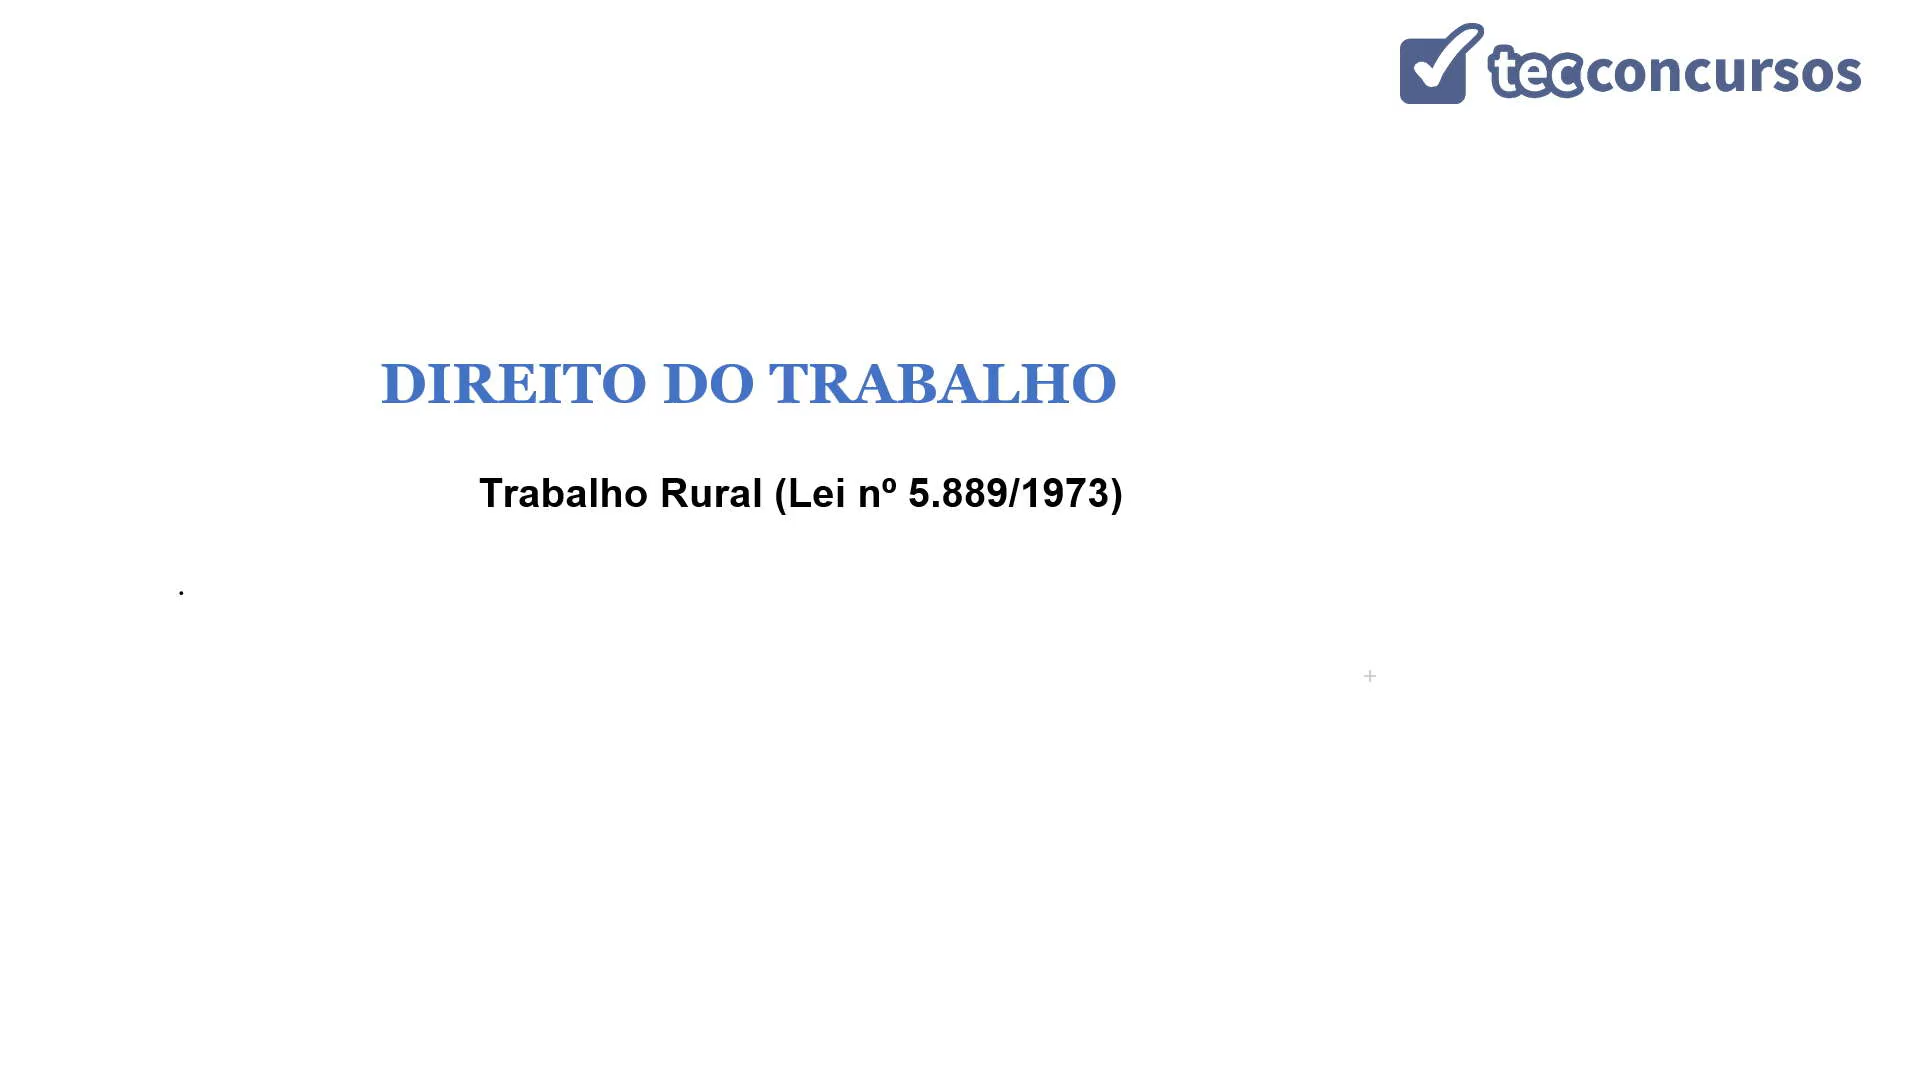 tecconcursos
DIREITO DO TRABALHO
Trabalho Rural (Lei nº 5.889/1973)
.